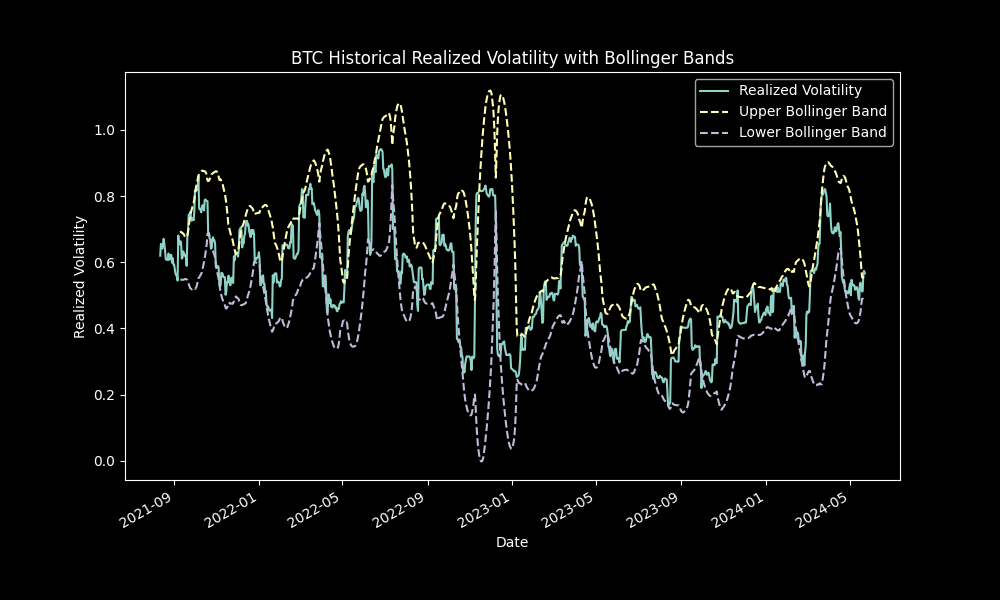 BTC Historical Realized Volatility with Bollinger Bands
Realized Volatility
Upper Bollinger Band
Lower Bollinger Band
Realized Volatility
1.0
0.8
0.6
0.4
0.2
0.0
2021-09
2022-01
2022-05
2022-09
2023-01
2023-05
2023-09
2024-01
2024-05
Date